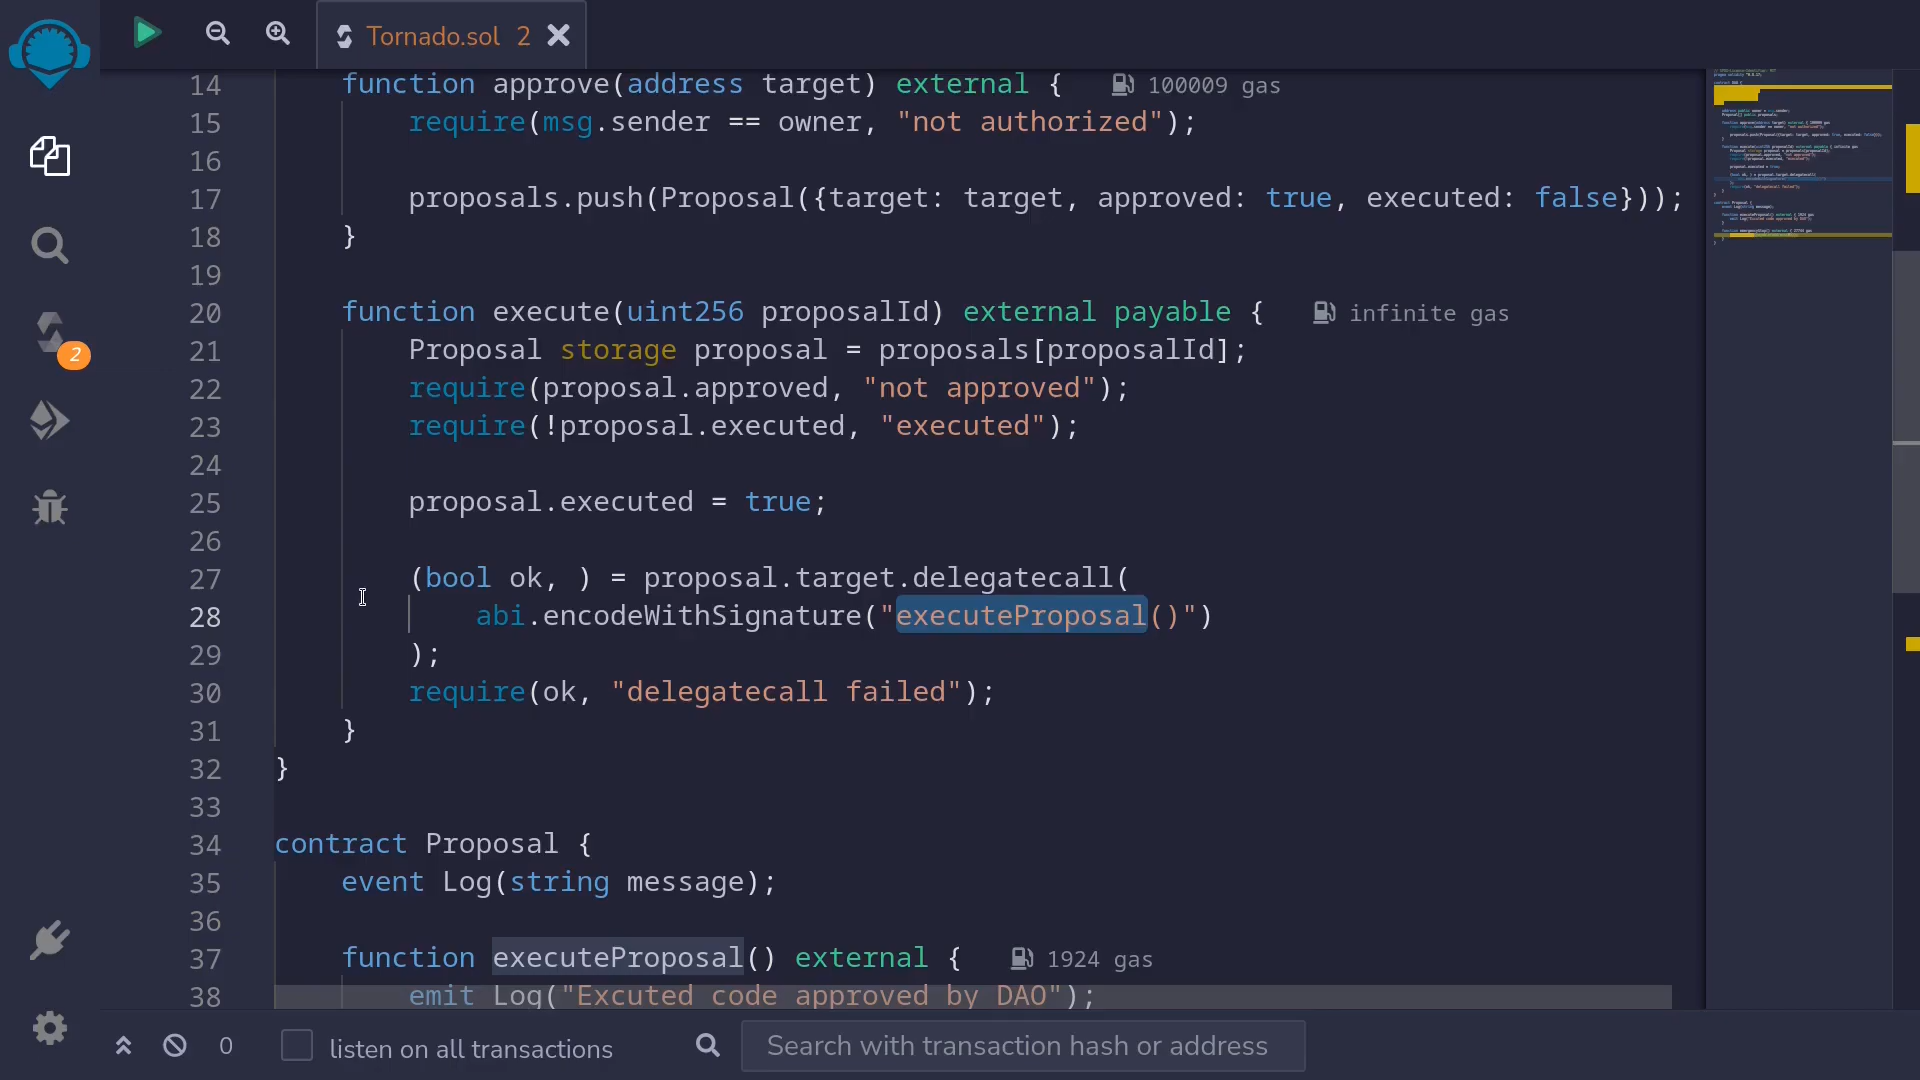 Tornado.sol 2
14 function approve(address target) external { 100009 gas
15 require(msg.sender == owner, "not authorized");
16
17 proposals.push(Proposal({target: target, approved: true, executed: false}));
18 }
19
20 function execute(uint256 proposalId) external payable { infinite gas
21 Proposal storage proposal = proposals[proposalId];
22 require(proposal.approved, "not approved");
23 require(!proposal.executed, "executed");
24
25 proposal.executed = true;
26
27 (bool ok, ) = proposal.target.delegatecall(
28 abi.encodeWithSignature("executeProposal()")
29 );
30 require(ok, "delegatecall failed");
31 }
32 }
33
34 contract Proposal {
35 event Log(string message);
36
37 function executeProposal() external { 1924 gas
38 emit Log("Excuted code approved by DAO");
2
0
listen on all transactions
Search with transaction hash or address